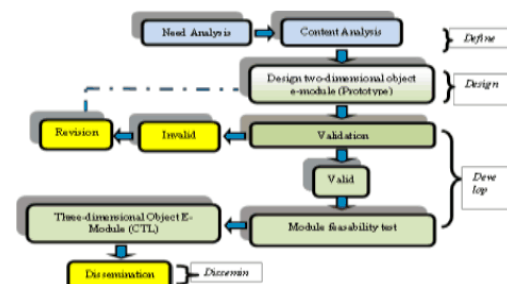 Need Analysis
Content Analysis
Define
Design two-dimensional object
e-module (Prototype)
Design
Revision
Invalid
Validation
Valid
Deve
lop
Three-dimensional Object E-
Module (CTL)
Module feasability test
Dissemination
Dissemin